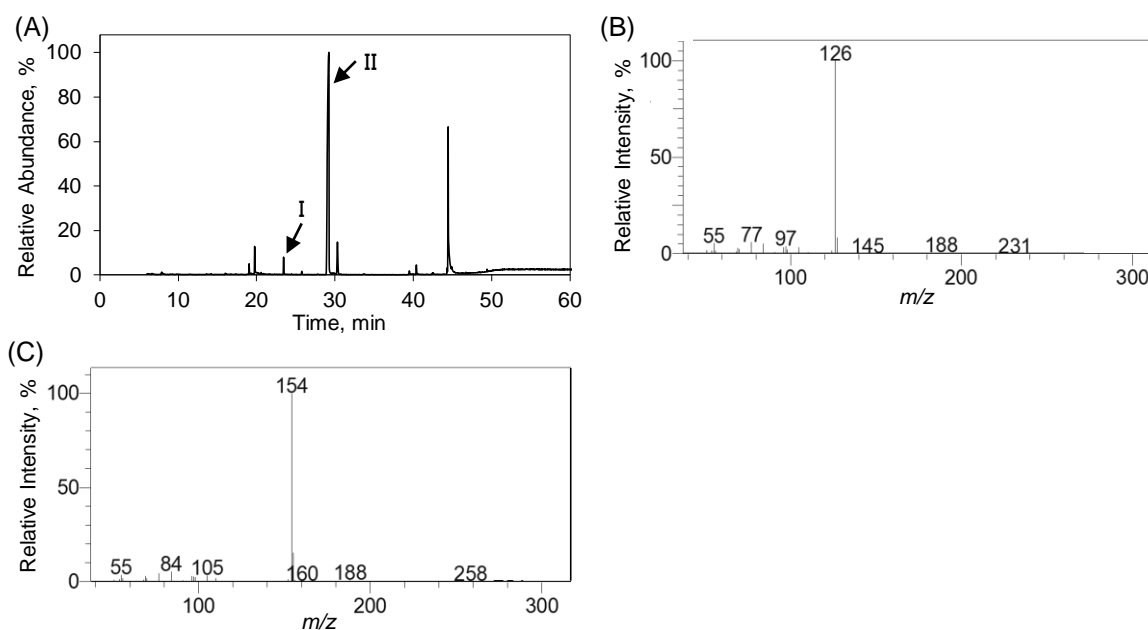 (A)
Relative Abundance, %
100
80
60
40
20
0
I
II
0 10 20 30 40 50 60
Time, min
(B)
Relative Intensity, %
100
50
0
126
55 77 97 145 188 231
100 200 300
m/z
(C)
Relative Intensity, %
100
50
0
154
55 84 105 160 188 258
100 200 300
m/z